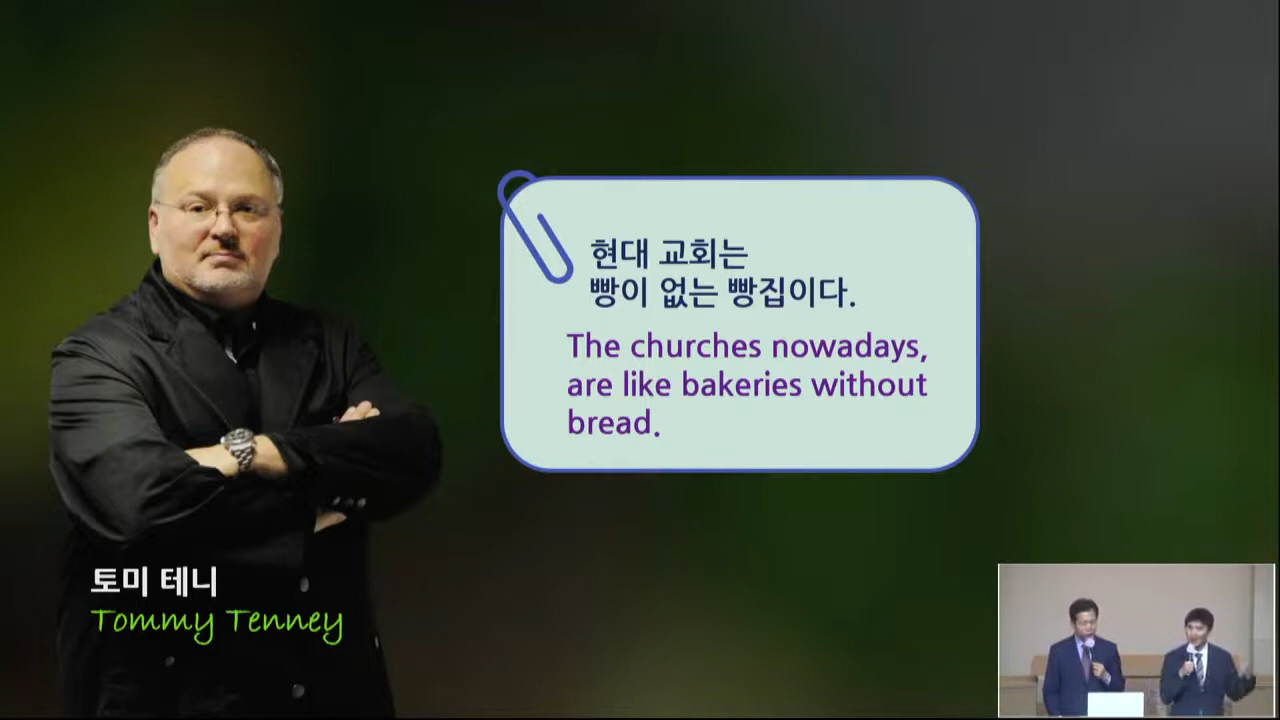 현대 교회는
빵이 없는 빵집이다.
The churches nowadays,
are like bakeries without
bread.
토미 테니
Tommy Tenney